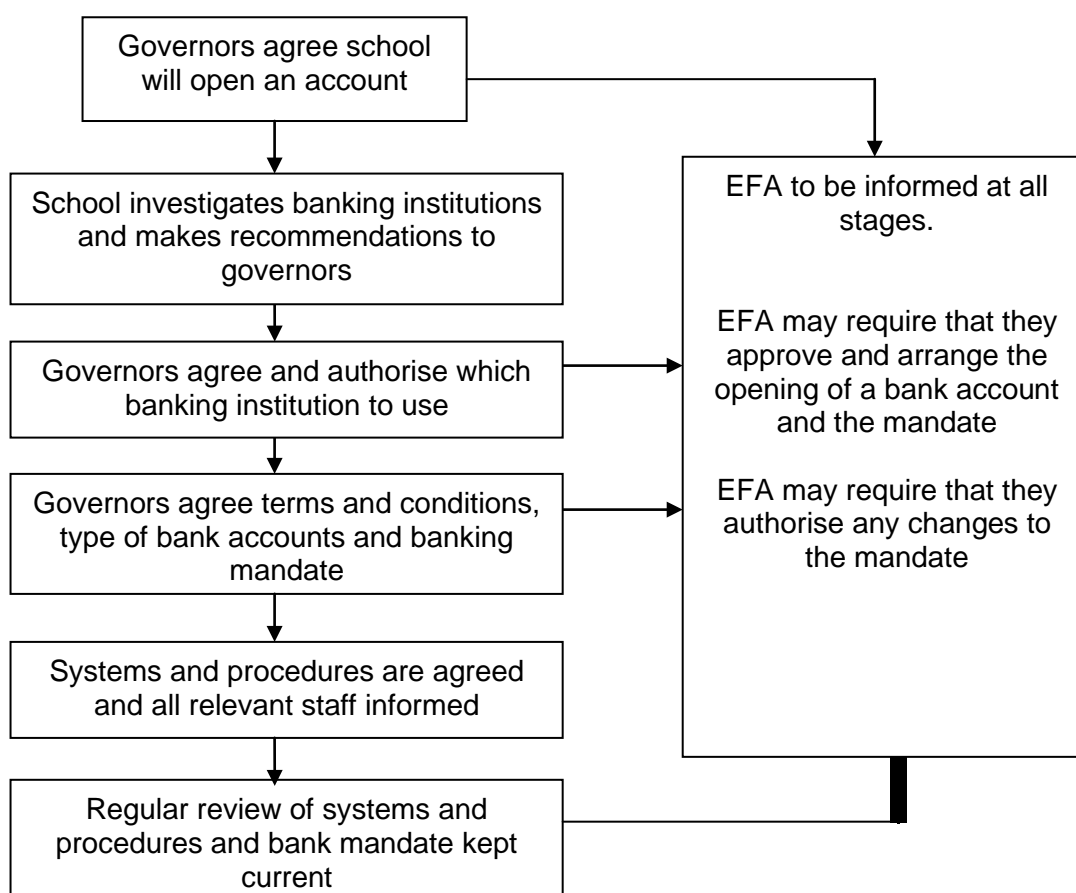 Governors agree school
will open an account
School investigates banking institutions
and makes recommendations to
governors
Governors agree and authorise which
banking institution to use
Governors agree terms and conditions,
type of bank accounts and banking
mandate
Systems and procedures are agreed
and all relevant staff informed
Regular review of systems and
procedures and bank mandate kept
current
EFA to be informed at all
stages.
EFA may require that they
approve and arrange the
opening of a bank account
and the mandate
EFA may require that they
authorise any changes to
the mandate